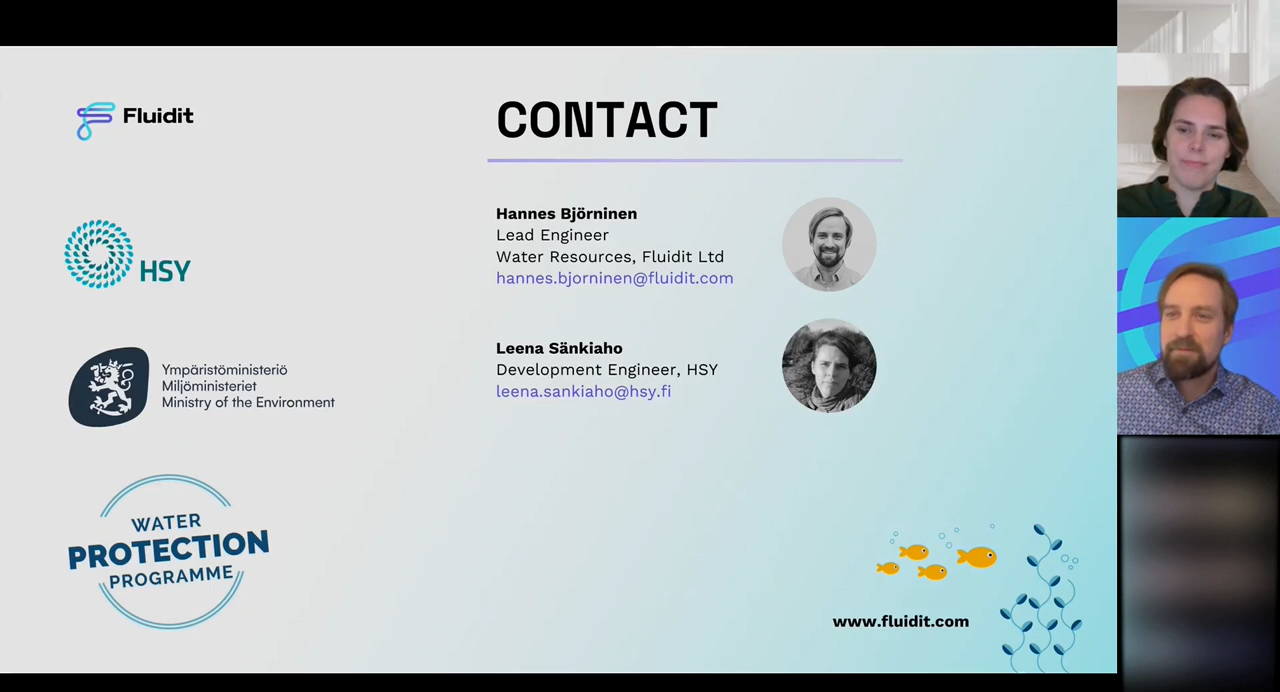 Fluidit
HSY
Ympäristöministeriö
Miljöministeriet
Ministry of the Environment
WATER
PROTECTION
PROGRAMME
CONTACT
Hannes Björninen
Lead Engineer
Water Resources, Fluidit Ltd
hannes.bjorninen@fluidit.com
Leena Sänkiaho
Development Engineer, HSY
leena.sankiaho@hsy.fi
www.fluidit.com